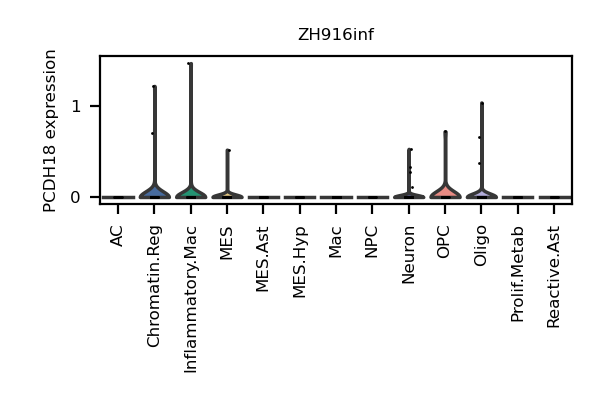 ZH916inf
PCDH18 expression
1
0
AC
Chromatin.Reg
Inflammatory.Mac
MES
MES.Ast
MES.Hyp
Mac
NPC
Neuron
OPC
Oligo
Prolif.Metab
Reactive.Ast